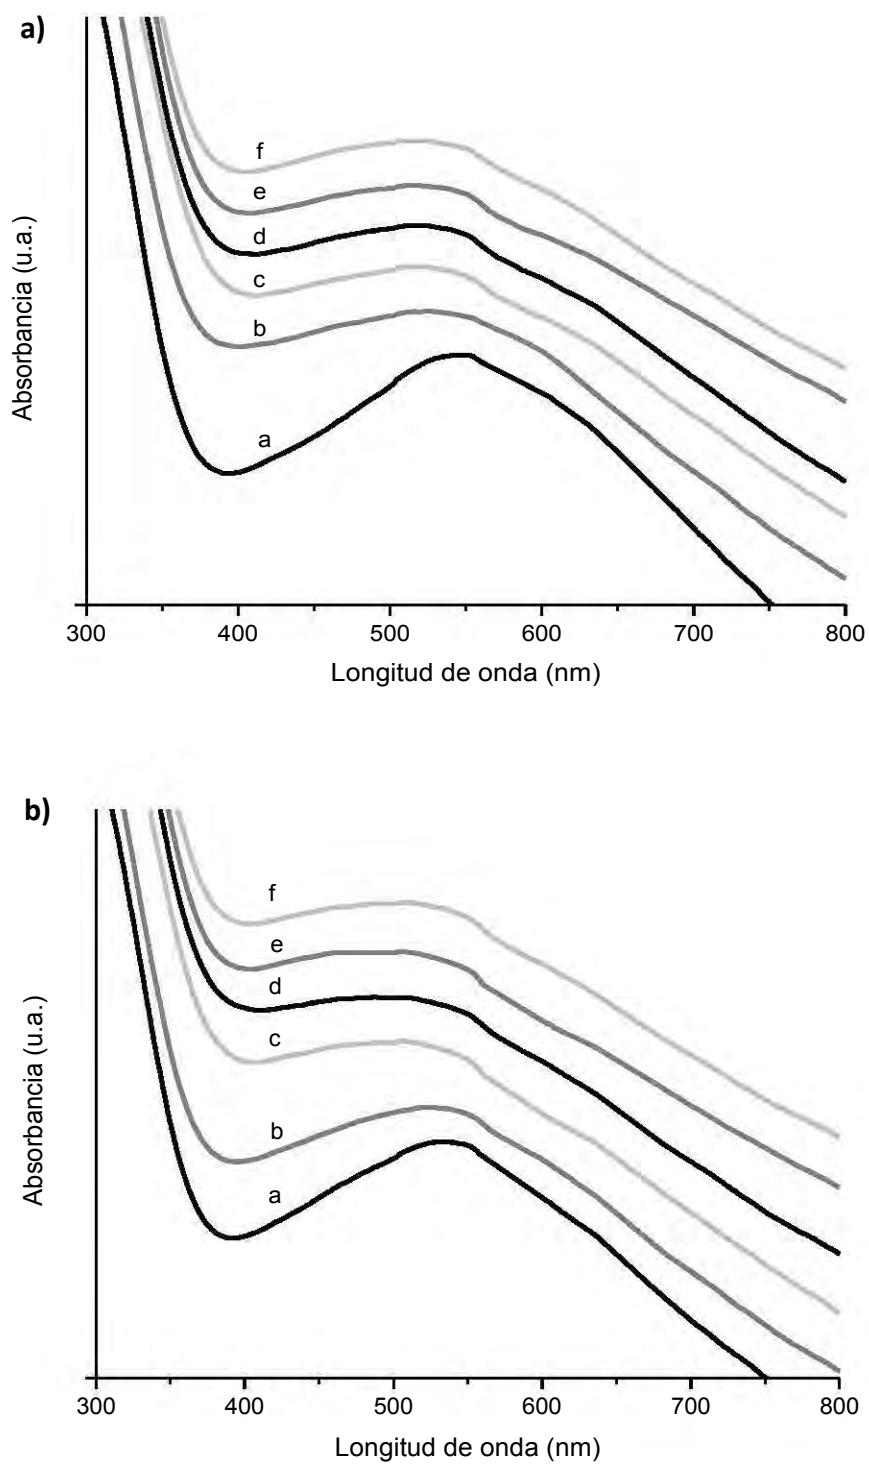 a)
f
e
d
c
b
a
Absorbancia (u.a.)
300 400 500 600 700 800
Longitud de onda (nm)
b)
f
e
d
c
b
a
Absorbancia (u.a.)
300 400 500 600 700 800
Longitud de onda (nm)